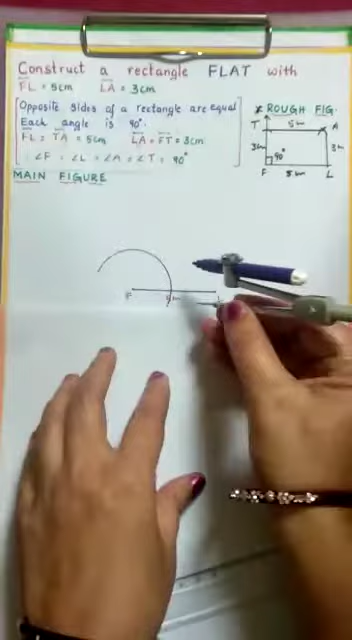 Construct a rectangle FLAT with
FL = 5cm LA = 3cm
Opposite sides of a rectangle are equal
Each angle is 90°.
FL = TA = 5cm LA = FT = 3cm
∠F = ∠L = ∠A = ∠T = 90°
* ROUGH FIG.
T 5cm A
3cm 3cm
90°
F 5cm L
MAIN FIGURE
F 5cm